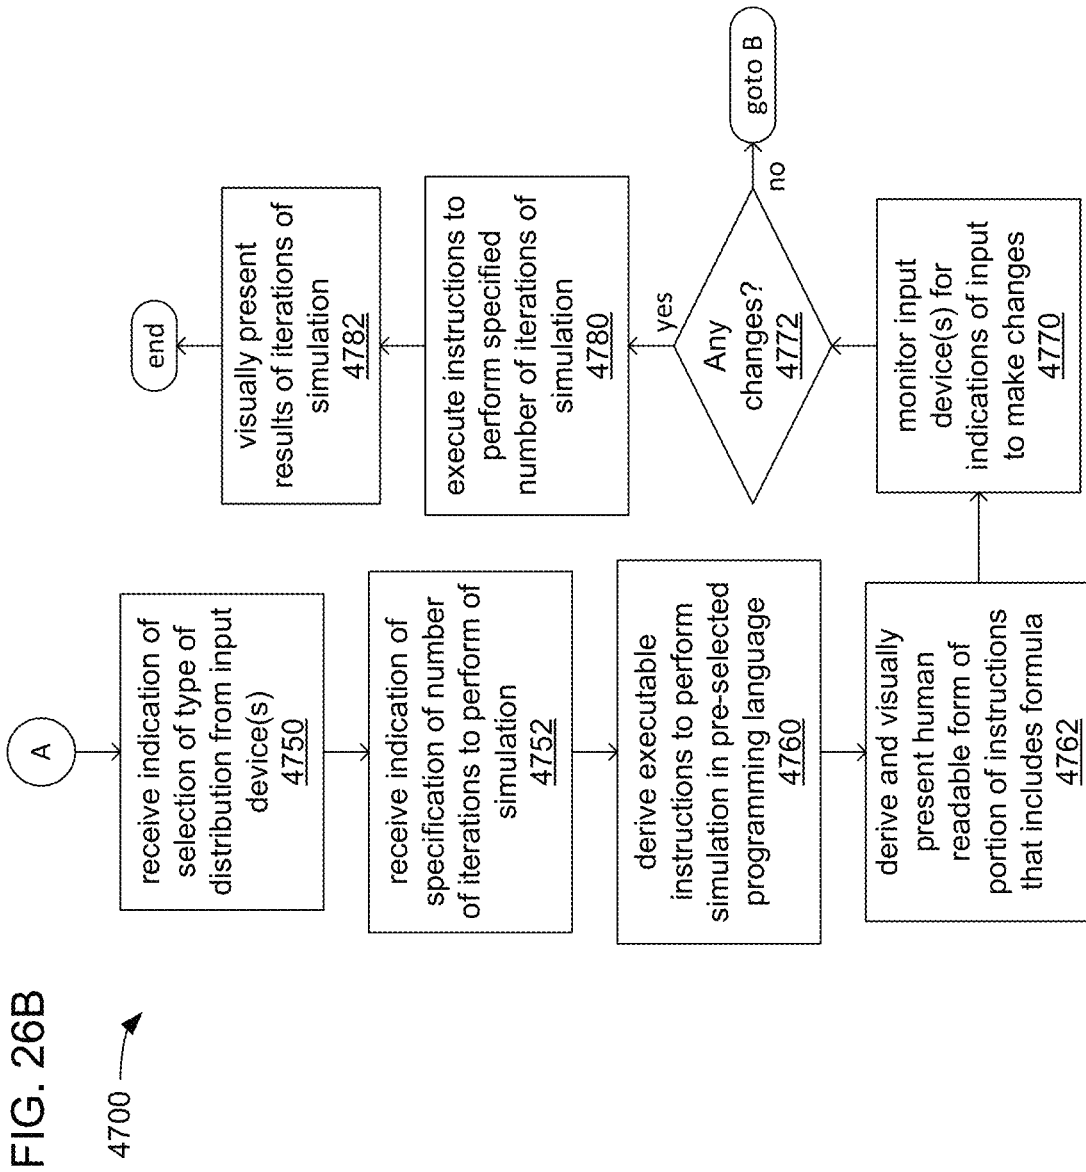 FIG. 26B
4700
A
receive indication of
selection of type of
distribution from input
device(s)
4750
receive indication of
specification of number
of iterations to perform of
simulation
4752
derive executable
instructions to perform
simulation in pre-selected
programming language
4760
derive and visually
present human
readable form of
portion of instructions
that includes formula
4762
monitor input
device(s) for
indications of input
to make changes
4770
Any
changes?
4772
no
goto B
yes
execute instructions to
perform specified
number of iterations of
simulation
4780
visually present
results of iterations of
simulation
4782
end